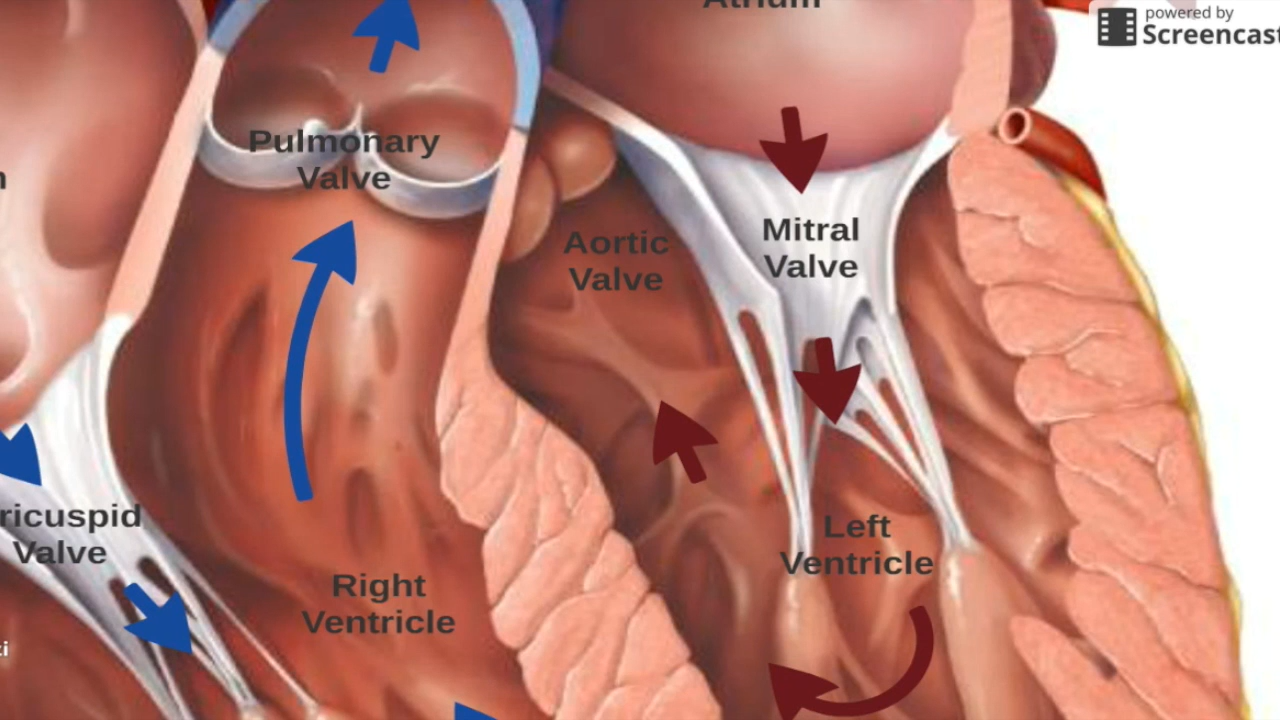 Atrium
powered by
Screencast
Pulmonary
Valve
Aortic
Valve
Mitral
Valve
ricuspid
Valve
Left
Ventricle
Right
Ventricle